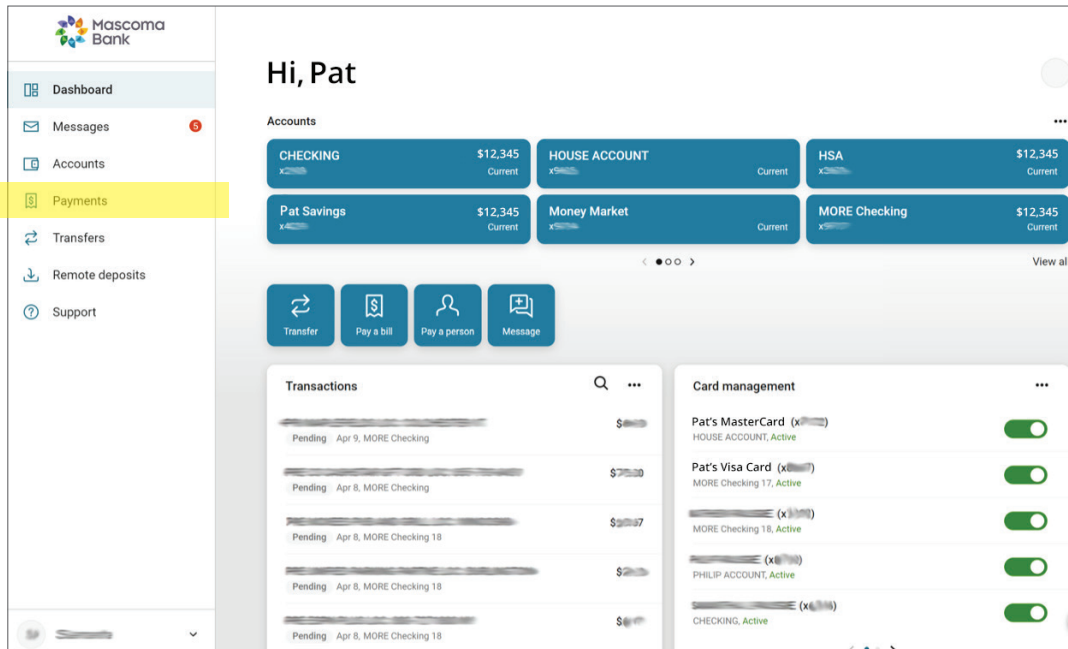 Mascoma
Bank
Dashboard
Messages 5
Accounts
Payments
Transfers
Remote deposits
Support
Hi, Pat
Accounts
CHECKING $12,345
Current
HOUSE ACCOUNT
Current
HSA $12,345
Current
Pat Savings $12,345
Current
Money Market
Current
MORE Checking $12,345
Current
View al
Transfer
Pay a bill
Pay a person
Message
Transactions
Pending Apr 9, MORE Checking
Pending Apr 8, MORE Checking
Pending Apr 8, MORE Checking 18
Pending Apr 8, MORE Checking 18
Pending Apr 8, MORE Checking 18
Card management
Pat's MasterCard
HOUSE ACCOUNT, Active
Pat's Visa Card
MORE Checking 17, Active
MORE Checking 18, Active
PHILIP ACCOUNT, Active
CHECKING, Active